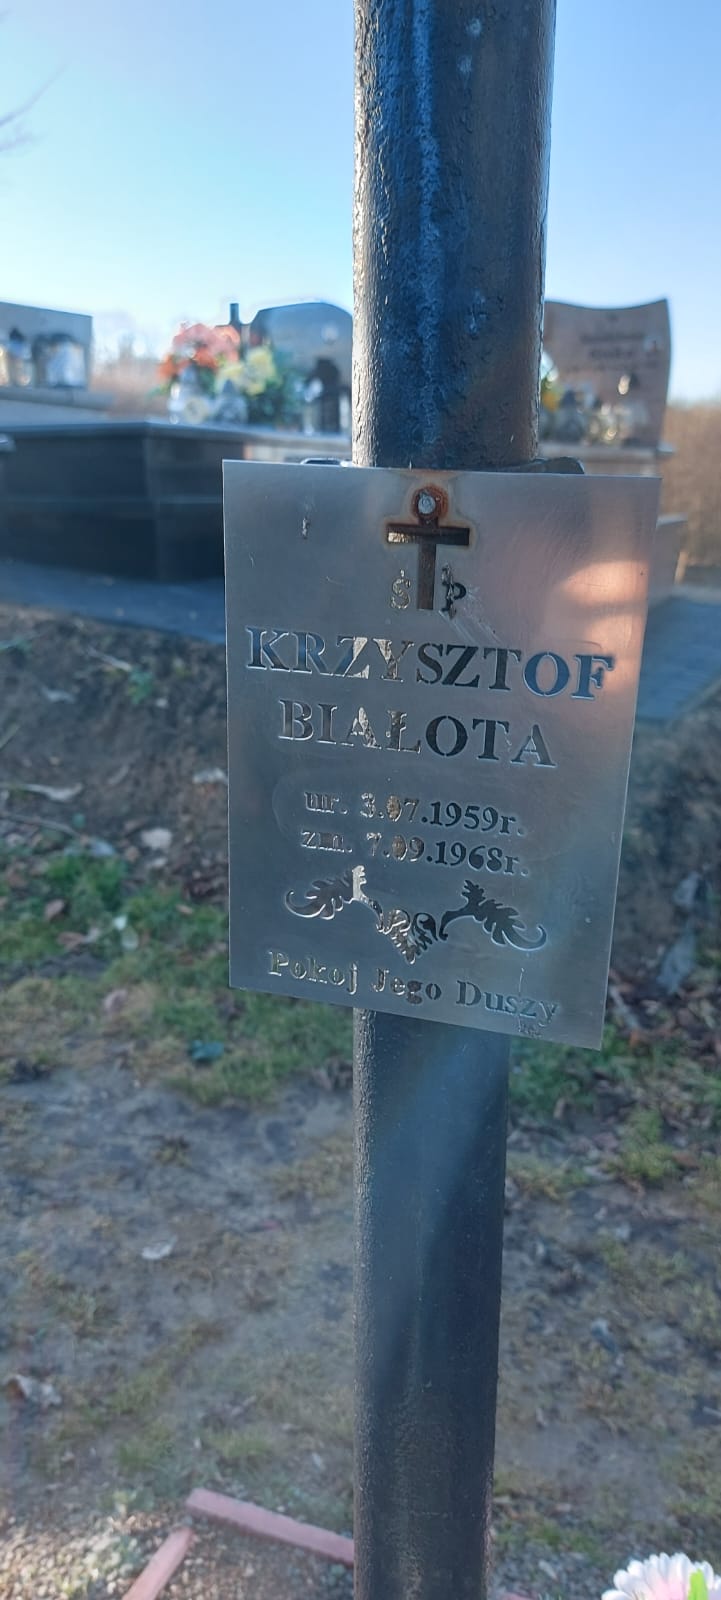 Ś P
KRZYSZTOF
BIAŁOTA
ur. 3.07.1959r.
zm. 7.09.1968r.
Pokoj Jego Duszy